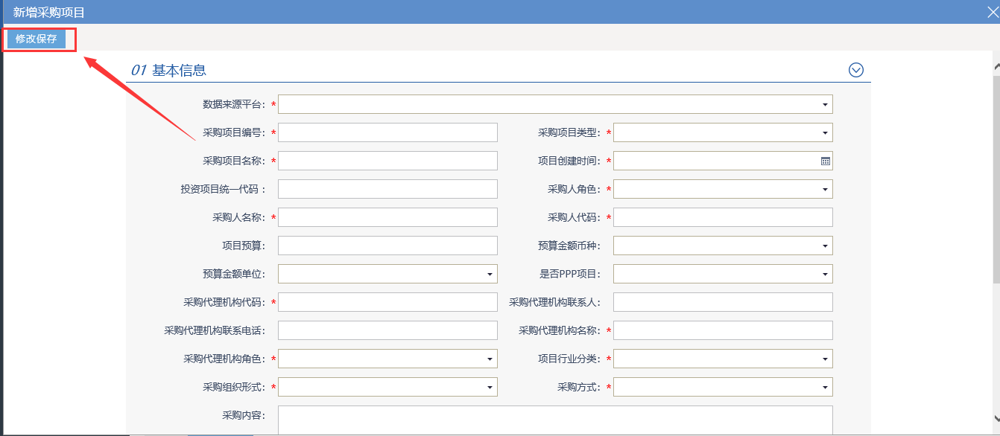 新增采购项目
修改保存
01 基本信息
数据来源平台: *
采购项目编号: * 采购项目类型: *
采购项目名称: * 项目创建时间: *
投资项目统一代码 : 采购人角色: *
采购人名称: * 采购人代码: *
项目预算: 预算金额币种:
预算金额单位: 是否PPP项目:
采购代理机构代码: * 采购代理机构联系人:
采购代理机构联系电话: 采购代理机构名称: *
采购代理机构角色: * 项目行业分类: *
采购组织形式: * 采购方式: *
采购内容: